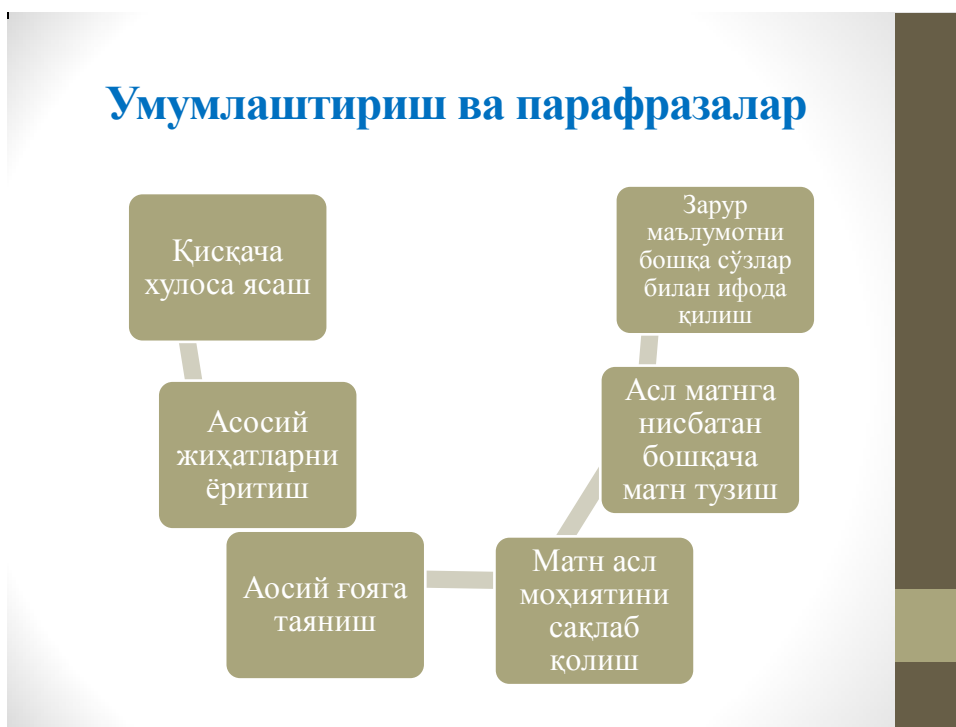 Умумлаштириш ва парафразалар
Қисқача
хулоса ясаш
Асосий
жиҳатларни
ёритиш
Аосий ғояга
таяниш
Матн асл
моҳиятини
сақлаб
қолиш
Асл матнга
нисбатан
бошқача
матн тузиш
Зарур
маълумотни
бошқа сўзлар
билан ифода
қилиш